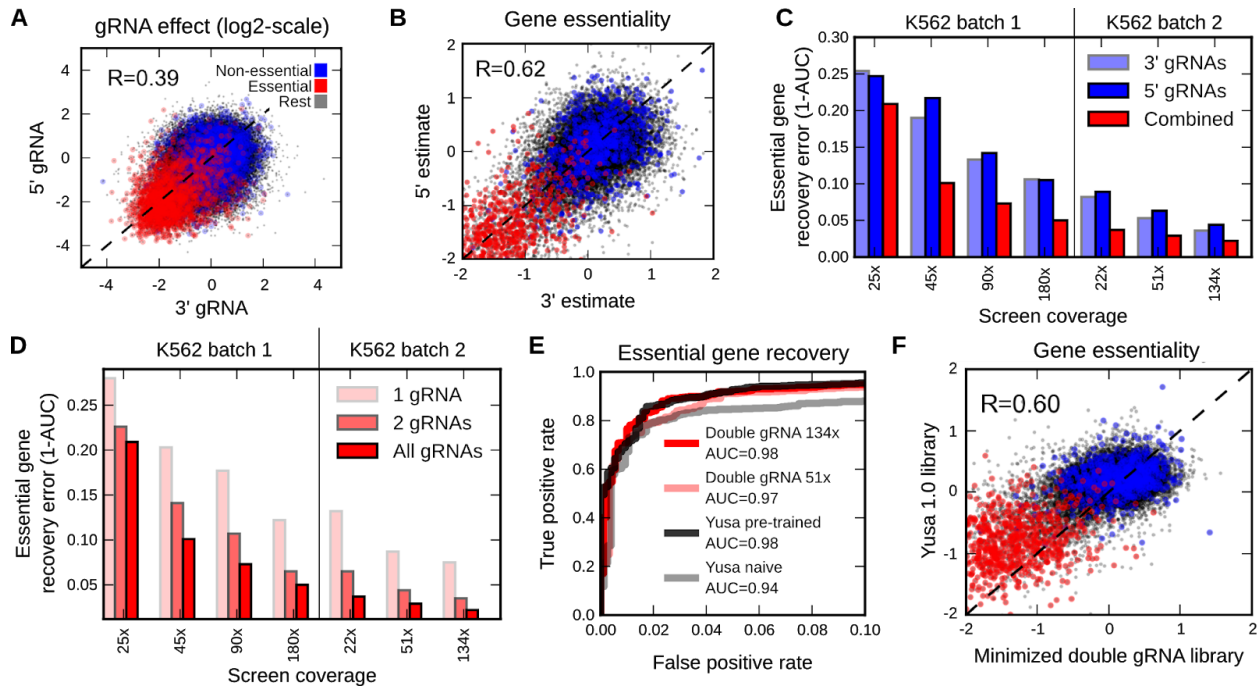 A
gRNA effect (log2-scale)
R=0.39
Non-essential
Essential
Rest
4
2
0
-2
-4
-4
-2
0
2
4
5' gRNA
3' gRNA
B
Gene essentiality
R=0.62
2
1
0
-1
-2
-2
-1
0
1
2
5' estimate
3' estimate
C
K562 batch 1
K562 batch 2
3' gRNAs
5' gRNAs
Combined
Essential gene
recovery error (1-AUC)
0.30
0.25
0.20
0.15
0.10
0.05
0.00
25x
45x
90x
180x
22x
51x
134x
Screen coverage
D
K562 batch 1
K562 batch 2
1 gRNA
2 gRNAs
All gRNAs
Essential gene
recovery error (1-AUC)
0.25
0.20
0.15
0.10
0.05
25x
45x
90x
180x
22x
51x
134x
Screen coverage
E
Essential gene recovery
True positive rate
1.0
0.8
0.6
0.4
0.2
0.0
Double gRNA 134x
AUC=0.98
Double gRNA 51x
AUC=0.97
Yusa pre-trained
AUC=0.98
Yusa naive
AUC=0.94
0.00
0.02
0.04
0.06
0.08
0.10
False positive rate
F
Gene essentiality
R=0.60
Yusa 1.0 library
2
1
0
-1
-2
-2
-1
0
1
2
Minimized double gRNA library